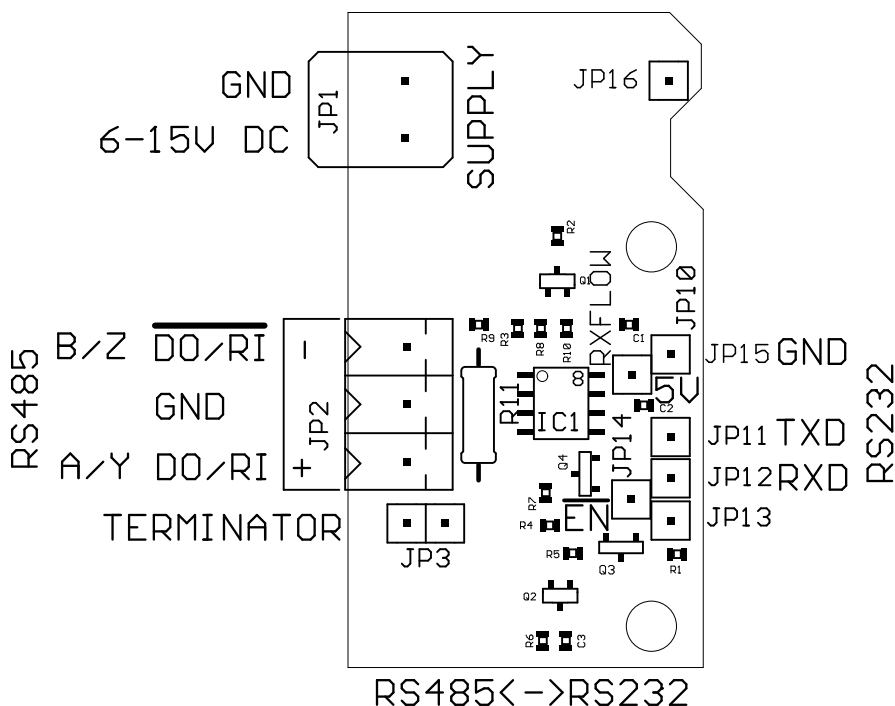 GND
JP1
SUPPLY
JP16
6-15V DC
R2
Q1
RXFLOW
JP10
RS485
B/Z DO/RI
-
R9
R3
R8
R10
C1
JP15 GND
5V
GND
JP2
R11
IC1
8
C2
JP14
JP11 TXD
RS232
A/Y DO/RI
+
Q4
JP12 RXD
R7
EN
JP13
TERMINATOR
JP3
R4
R5
Q3
R1
Q2
R6
C3
RS485<->RS232